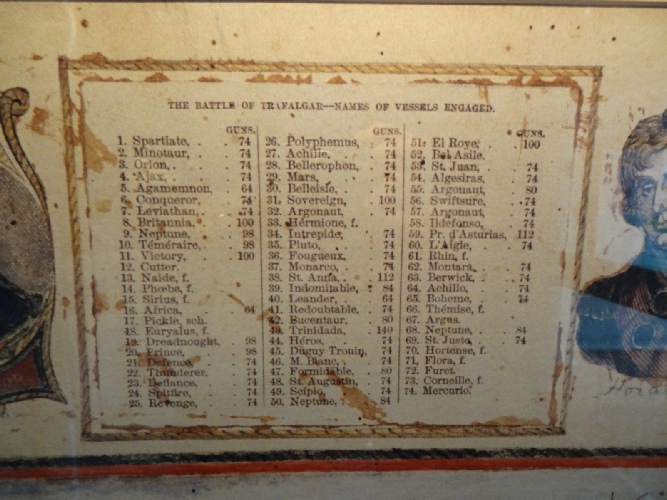 THE BATTLE OF TRAFALGAR—NAMES OF VESSELS ENGAGED.
GUNS.
1. Spartiate, . 74
2. Minotaur, . 74
3. Orion, . . 74
4. Ajax, . . 74
5. Agamemnon, 64
6. Conqueror, 74
7. Leviathan, . 74
8. Britannia, . 100
9. Neptune, . 98
10. Téméraire, . 98
11. Victory, . 100
12. Cutter.
13. Naide, f.
14. Phœbe, f.
15. Sirius, f.
16. Africa, . 64
17. Pickle, sch.
18. Euryalus, f.
19. Dreadnought, 98
20. Prince, . 98
21. Defence, . 74
22. Thunderer, 74
23. Defiance, . 74
24. Spitfire, . 74
25. Revenge, . 74
GUNS.
26. Polyphemus, 74
27. Achille, . 74
28. Bellerophon, 74
29. Mars, . . 74
30. Belleisle, . 74
31. Sovereign, 100
32. Argonaut, 74
33. Hermione, f.
34. Intrepide, 74
35. Pluto, . 74
36. Fougueux, 74
37. Monarco, 74
38. St. Anna, . 112
39. Indomitable, 84
40. Leander, . 64
41. Redoubtable, 74
42. Bucentaur, 80
43. Trinidada, . 140
44. Héros, . 74
45. Duguy Trouin, 74
46. M. Blanc, . 74
47. Formidable, 80
48. St. Augustin, 74
49. Scipio, . 74
50. Neptune, . 84
GUNS.
51. El Roye, . 100
52. Bel Asile.
53. St. Juan, . 74
54. Algesiras, 74
55. Argonaut, 80
56. Swiftsure, . 74
57. Argonaut, 74
58. Ildefonso, . 74
59. Pr. d'Asturias, 112
60. L'Aigle, . 74
61. Rhin, f.
62. Montara, . 74
63. Berwick, . 74
64. Achille, . 74
65. Boheme, . 74
66. Thémise, f.
67. Argus.
68. Neptune, . 84
69. St. Justo, . 74
70. Hortense, f.
71. Flora, f.
72. Furet.
73. Corneille, f.
74. Mercurio.